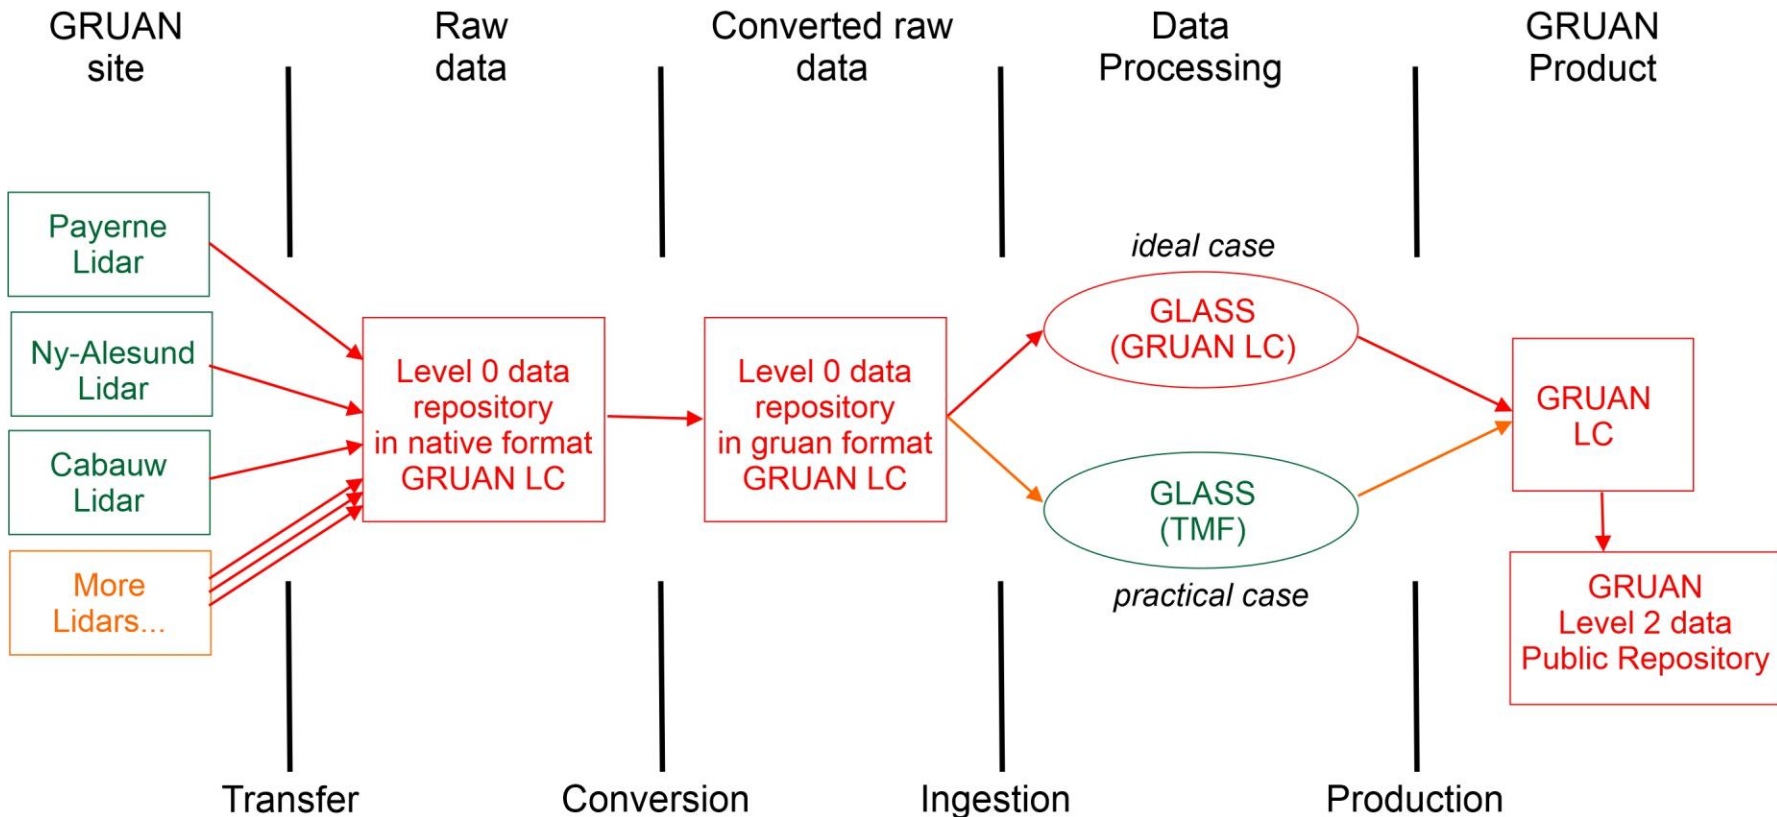 GRUAN
site
Raw
data
Converted raw
data
Data
Processing
GRUAN
Product
Payerne
Lidar
Ny-Alesund
Lidar
Cabauw
Lidar
More
Lidars...
Level 0 data
repository
in native format
GRUAN LC
Level 0 data
repository
in gruan format
GRUAN LC
ideal case
GLASS
(GRUAN LC)
GLASS
(TMF)
practical case
GRUAN
LC
GRUAN
Level 2 data
Public Repository
Transfer
Conversion
Ingestion
Production